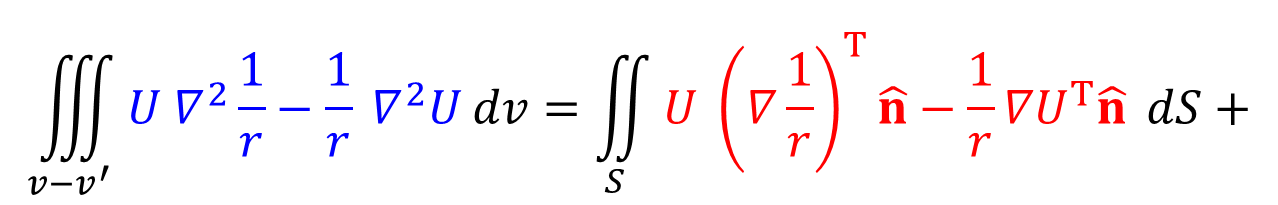 ∭_{v−v′} U ∇² 1/r − 1/r ∇²U dv = ∬_S U (∇ 1/r)^T n̂ − 1/r ∇U^T n̂ dS +